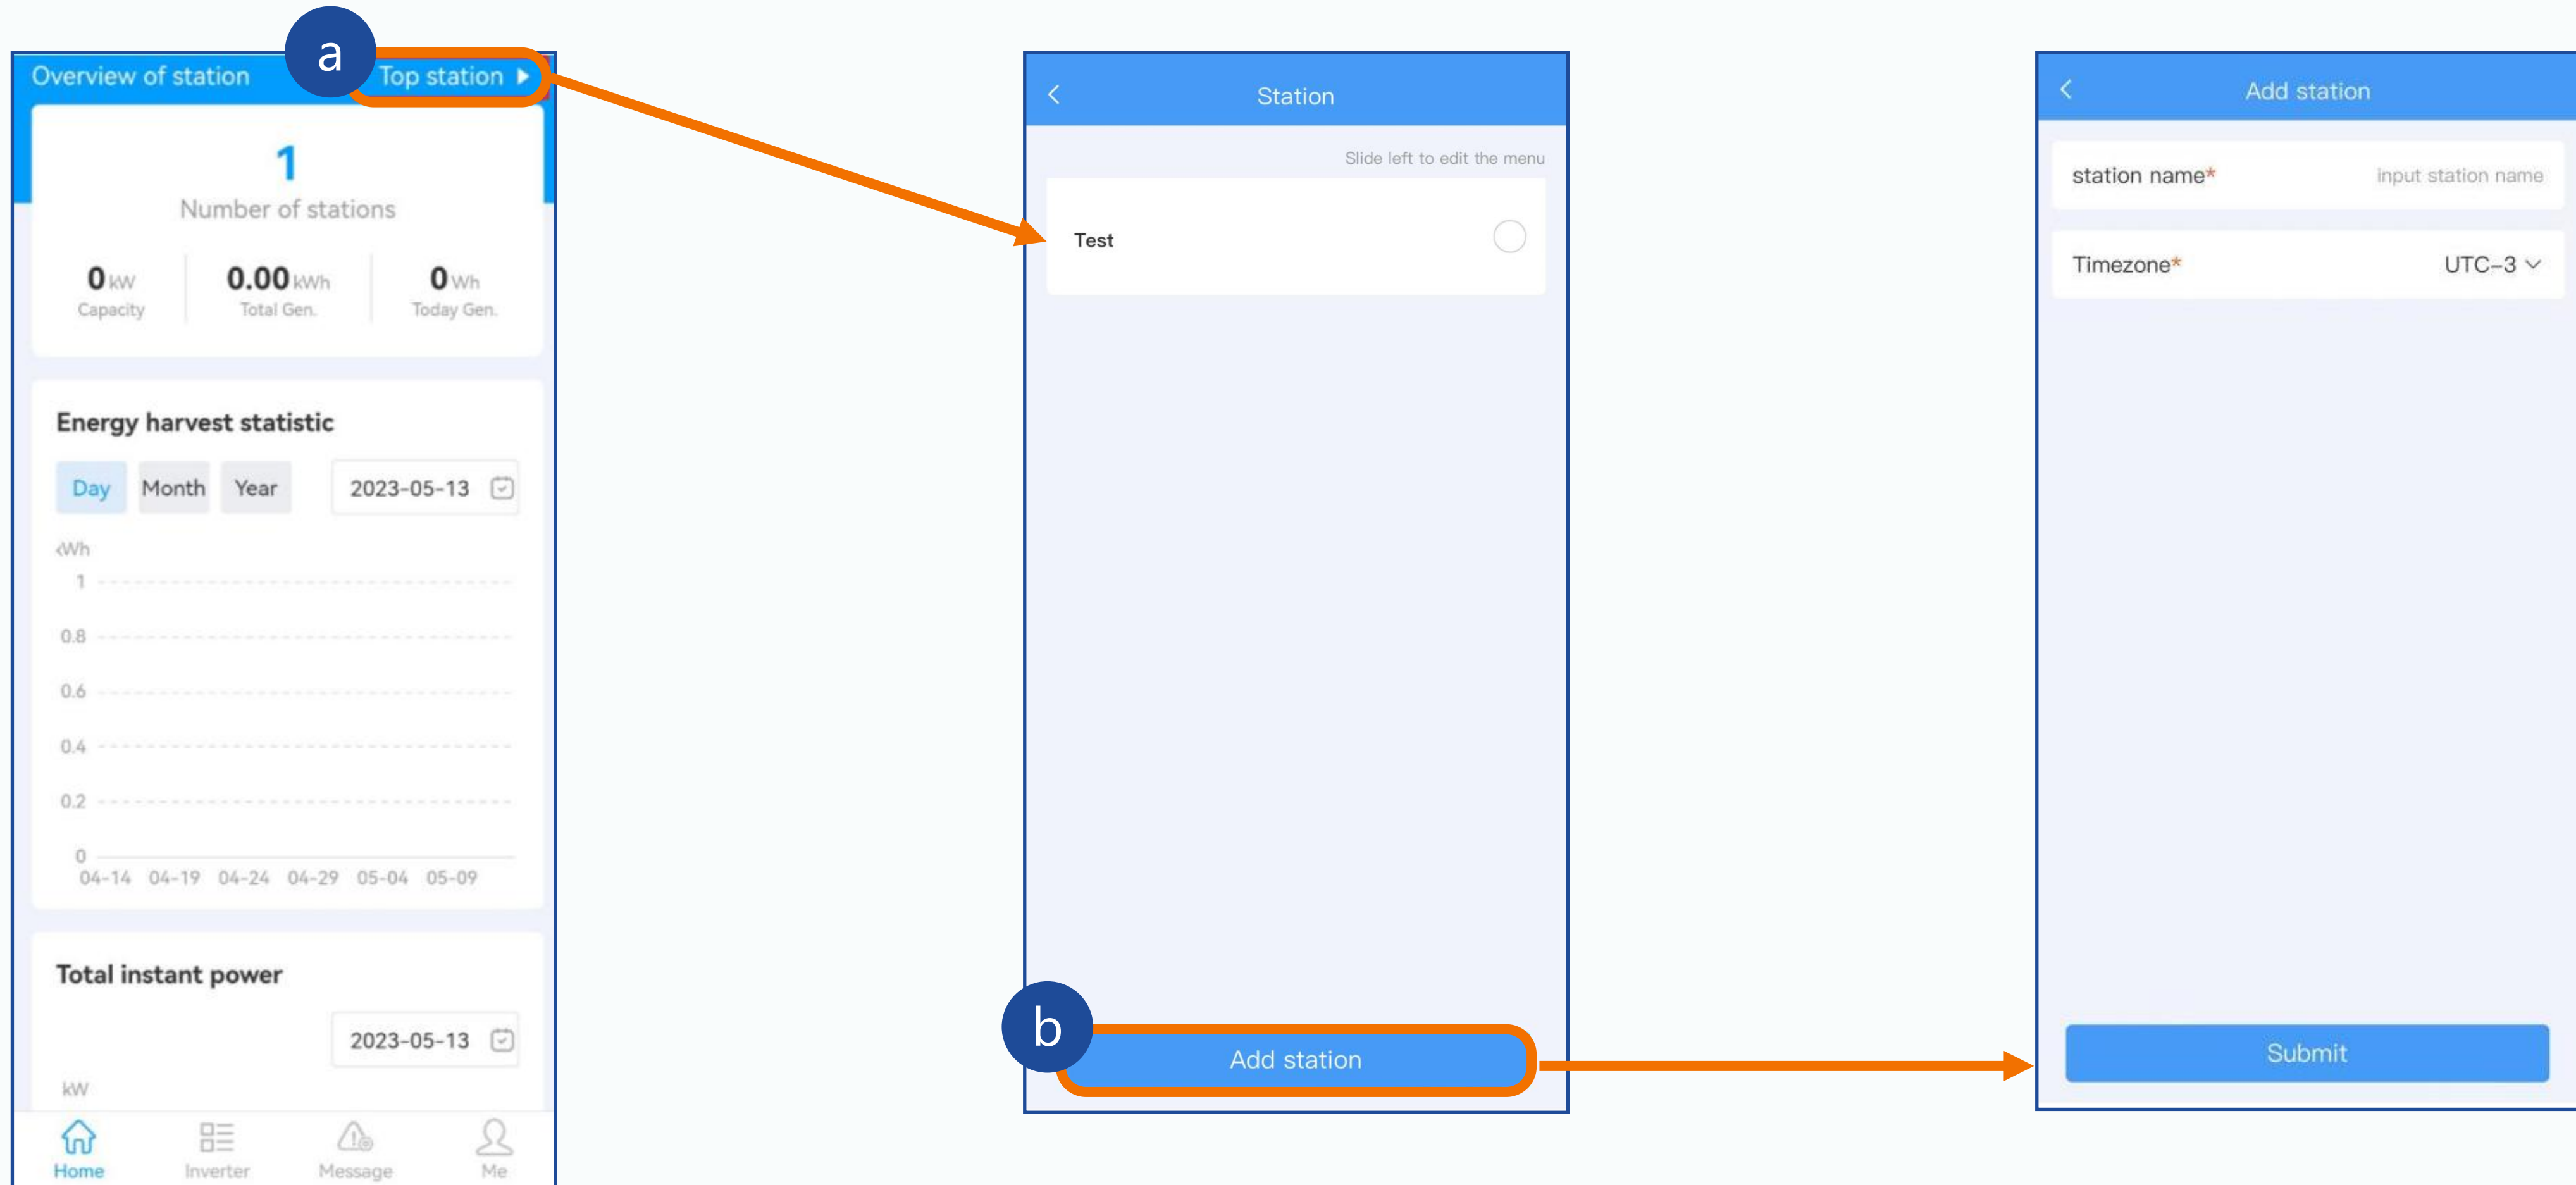 a
Overview of station Top station
1
Number of stations
0 kW 0.00 kWh 0 Wh
Capacity Total Gen. Today Gen.
Energy harvest statistic
Day Month Year 2023-05-13
kWh
1
0.8
0.6
0.4
0.2
0
04-14 04-19 04-24 04-29 05-04 05-09
Total instant power
2023-05-13
kW
Home Inverter Message Me
Station
Slide left to edit the menu
Test
b
Add station
Add station
station name* input station name
Timezone* UTC-3
Submit